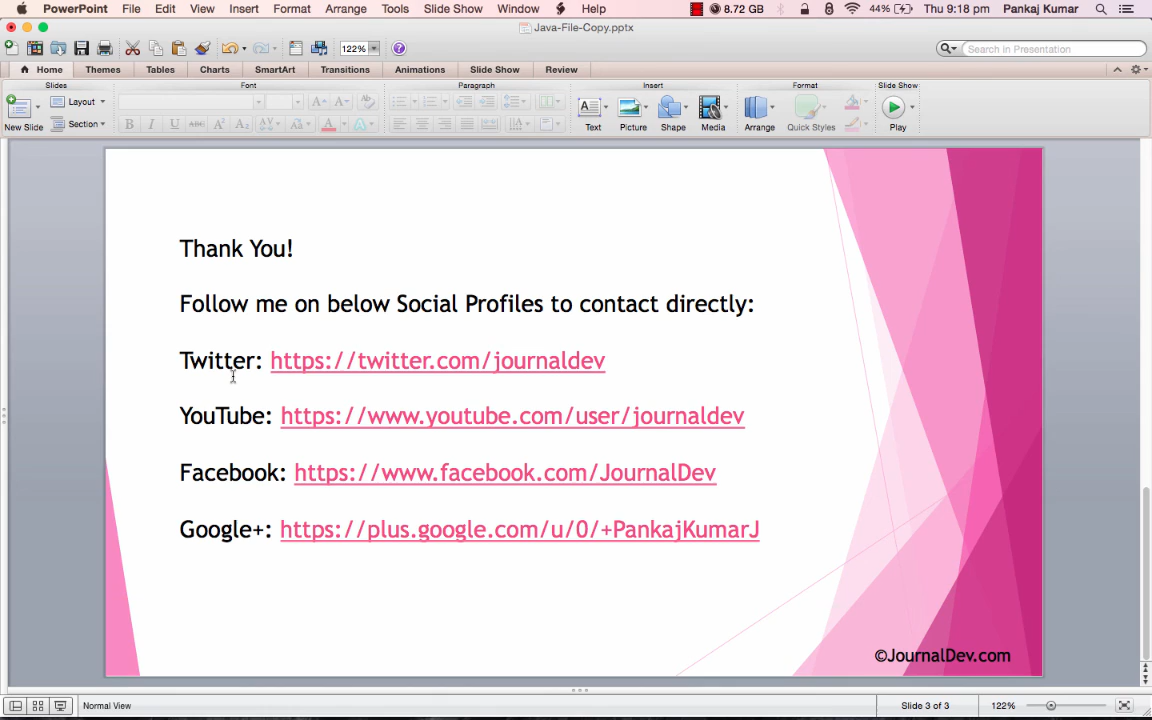 PowerPoint File Edit View Insert Format Arrange Tools Slide Show Window Help 8.72 GB 44% Thu 9:18 pm Pankaj Kumar
Java-File-Copy.pptx
122% Search in Presentation
Home Themes Tables Charts SmartArt Transitions Animations Slide Show Review
Slides Font Paragraph Insert Format Slide Show
New Slide Layout Section Text Picture Shape Media Arrange Quick Styles Play
Thank You!
Follow me on below Social Profiles to contact directly:
Twitter: https://twitter.com/journaldev
YouTube: https://www.youtube.com/user/journaldev
Facebook: https://www.facebook.com/JournalDev
Google+: https://plus.google.com/u/0/+PankajKumarJ
©JournalDev.com
Normal View Slide 3 of 3 122%